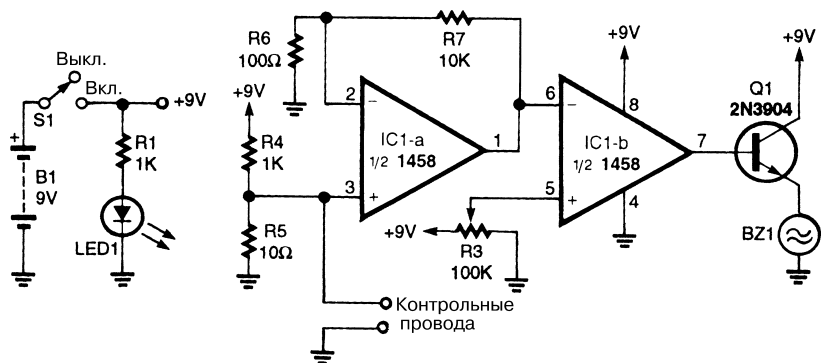 Выкл.
Вкл.
S1
+9V
+
B1
9V
R1
1K
LED1
R6
100Ω
R7
10K
+9V
R4
1K
R5
10Ω
2
−
3
+
IC1-a
1/2 1458
1
6
−
5
+
IC1-b
1/2 1458
+9V
8
4
7
+9V
R3
100K
Q1
2N3904
+9V
BZ1
Контрольные
провода